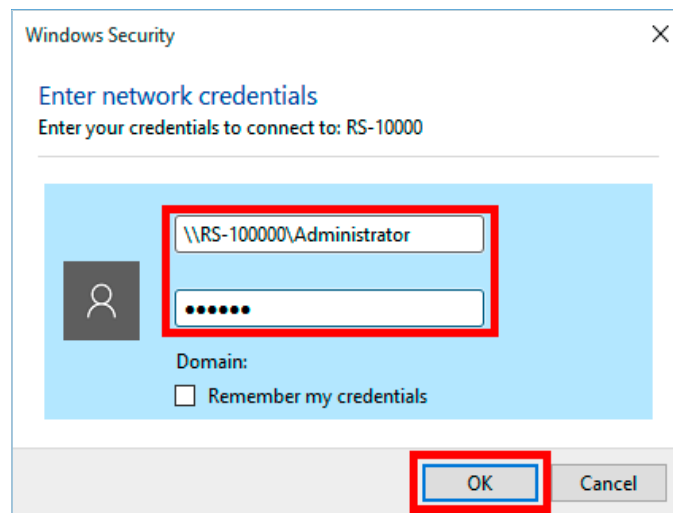 Windows Security
Enter network credentials
Enter your credentials to connect to: RS-10000
\\RS-100000\Administrator
••••••
Domain:
Remember my credentials
OK Cancel